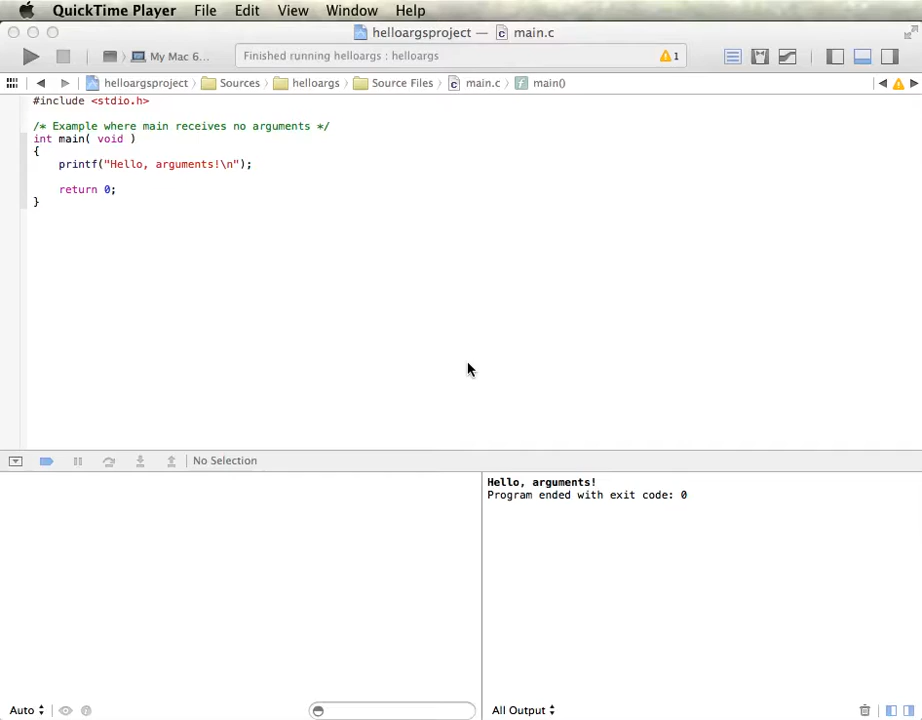 QuickTime Player File Edit View Window Help
helloargsproject — main.c
My Mac 6... Finished running helloargs : helloargs 1
helloargsproject Sources helloargs Source Files main.c main()
#include <stdio.h>
/* Example where main receives no arguments */
int main( void )
{
printf("Hello, arguments!\n");
return 0;
}
No Selection
Hello, arguments!
Program ended with exit code: 0
Auto All Output